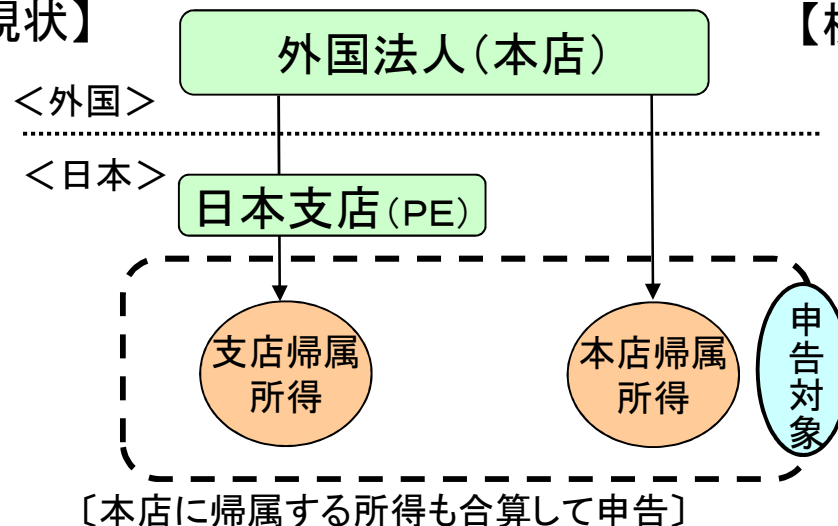 現状】
【
外国法人（本店）
＜外国＞
＜日本＞
日本支店（PE）
支店帰属
所得
本店帰属
所得
申告対象
〔本店に帰属する所得も合算して申告〕